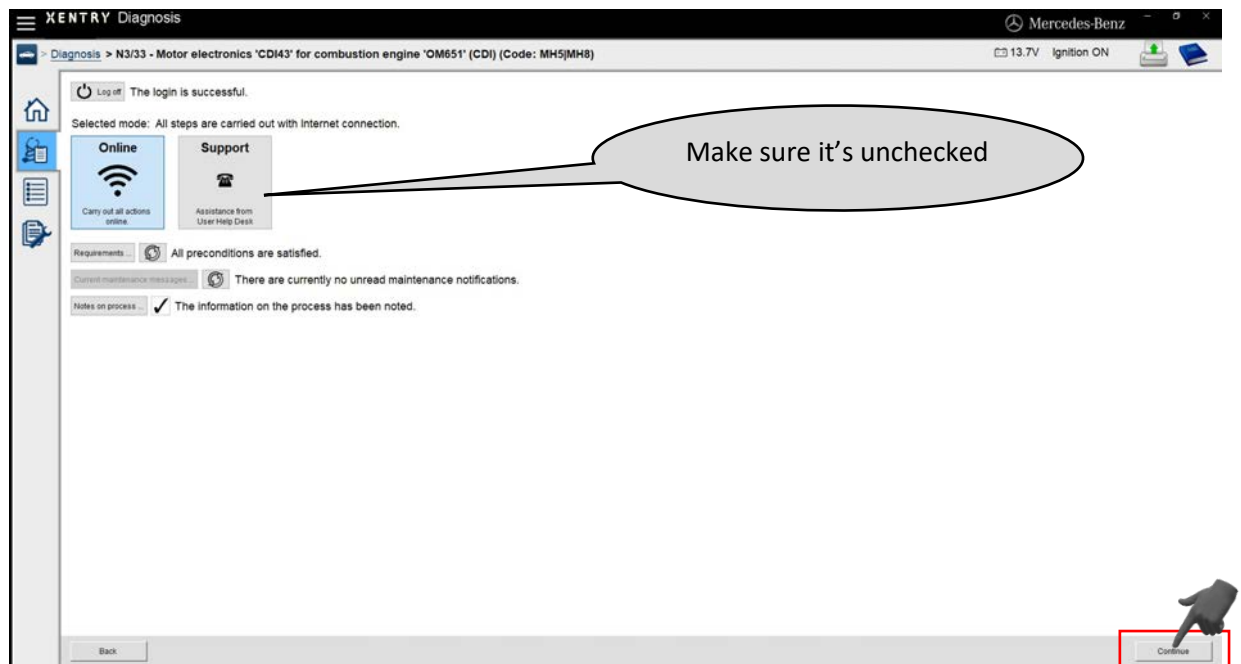 XENTRY Diagnosis
Mercedes-Benz
> Diagnosis > N3/33 - Motor electronics 'CDI43' for combustion engine 'OM651' (CDI) (Code: MH5|MH8)
13.7V Ignition ON
Log off The login is successful.
Selected mode: All steps are carried out with Internet connection.
Online
Carry out all actions
online.
Support
Assistance from
User Help Desk
Make sure it's unchecked
Requirements ... All preconditions are satisfied.
Current maintenance messages ... There are currently no unread maintenance notifications.
Notes on process ... The information on the process has been noted.
Back
Continue